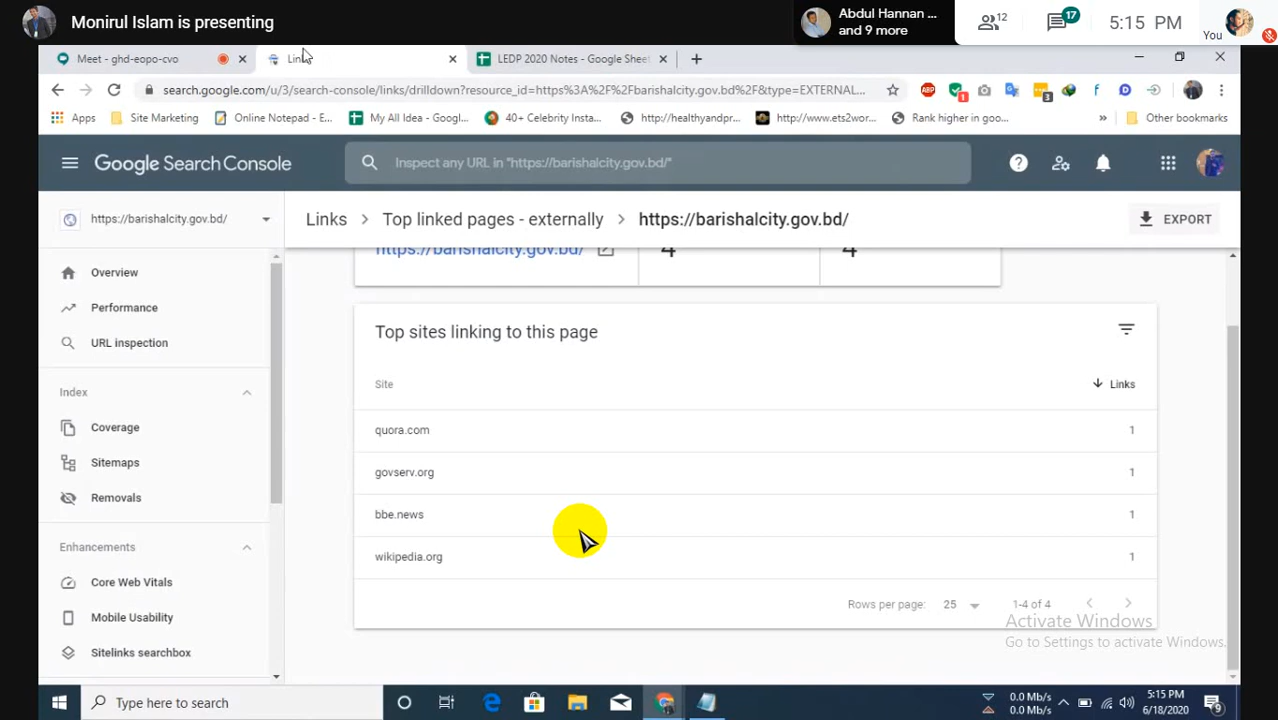 Monirul Islam is presenting
Abdul Hannan ...
and 9 more
12
17
5:15 PM
You
Meet - ghd-eopo-cvo
Link
LEDP 2020 Notes - Google Sheet
search.google.com/u/3/search-console/links/drilldown?resource_id=https%3A%2F%2Fbarishalcity.gov.bd%2F&type=EXTERNAL...
Apps
Site Marketing
Online Notepad - E...
My All Idea - Googl...
40+ Celebrity Insta...
http://healthyandpr...
http://www.ets2wor...
Rank higher in goo...
»
Other bookmarks
Google Search Console
Inspect any URL in "https://barishalcity.gov.bd/"
https://barishalcity.gov.bd/
Links > Top linked pages - externally > https://barishalcity.gov.bd/
EXPORT
https://barishalcity.gov.bd/
4
4
Overview
Performance
URL inspection
Index
Coverage
Sitemaps
Removals
Enhancements
Core Web Vitals
Mobile Usability
Sitelinks searchbox
Top sites linking to this page
Site
Links
quora.com 1
govserv.org 1
bbe.news 1
wikipedia.org 1
Rows per page: 25
1-4 of 4
Activate Windows
Go to Settings to activate Windows.
Type here to search
0.0 Mb/s
0.0 Mb/s
5:15 PM
6/18/2020
9